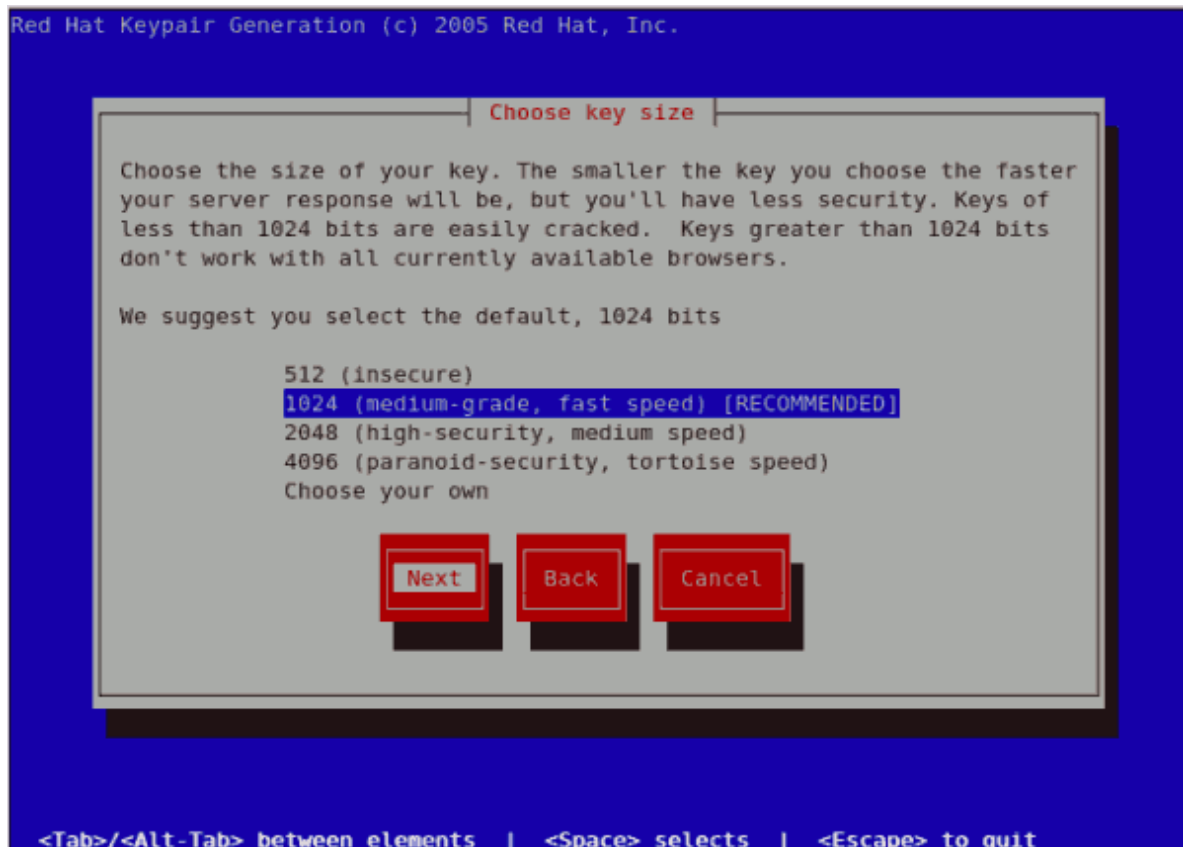 Red Hat Keypair Generation (c) 2005 Red Hat, Inc.
Choose key size
Choose the size of your key. The smaller the key you choose the faster
your server response will be, but you'll have less security. Keys of
less than 1024 bits are easily cracked.  Keys greater than 1024 bits
don't work with all currently available browsers.
We suggest you select the default, 1024 bits
512 (insecure)
1024 (medium-grade, fast speed) [RECOMMENDED]
2048 (high-security, medium speed)
4096 (paranoid-security, tortoise speed)
Choose your own
Next Back Cancel
<Tab>/<Alt-Tab> between elements  |  <Space> selects  |  <Escape> to quit